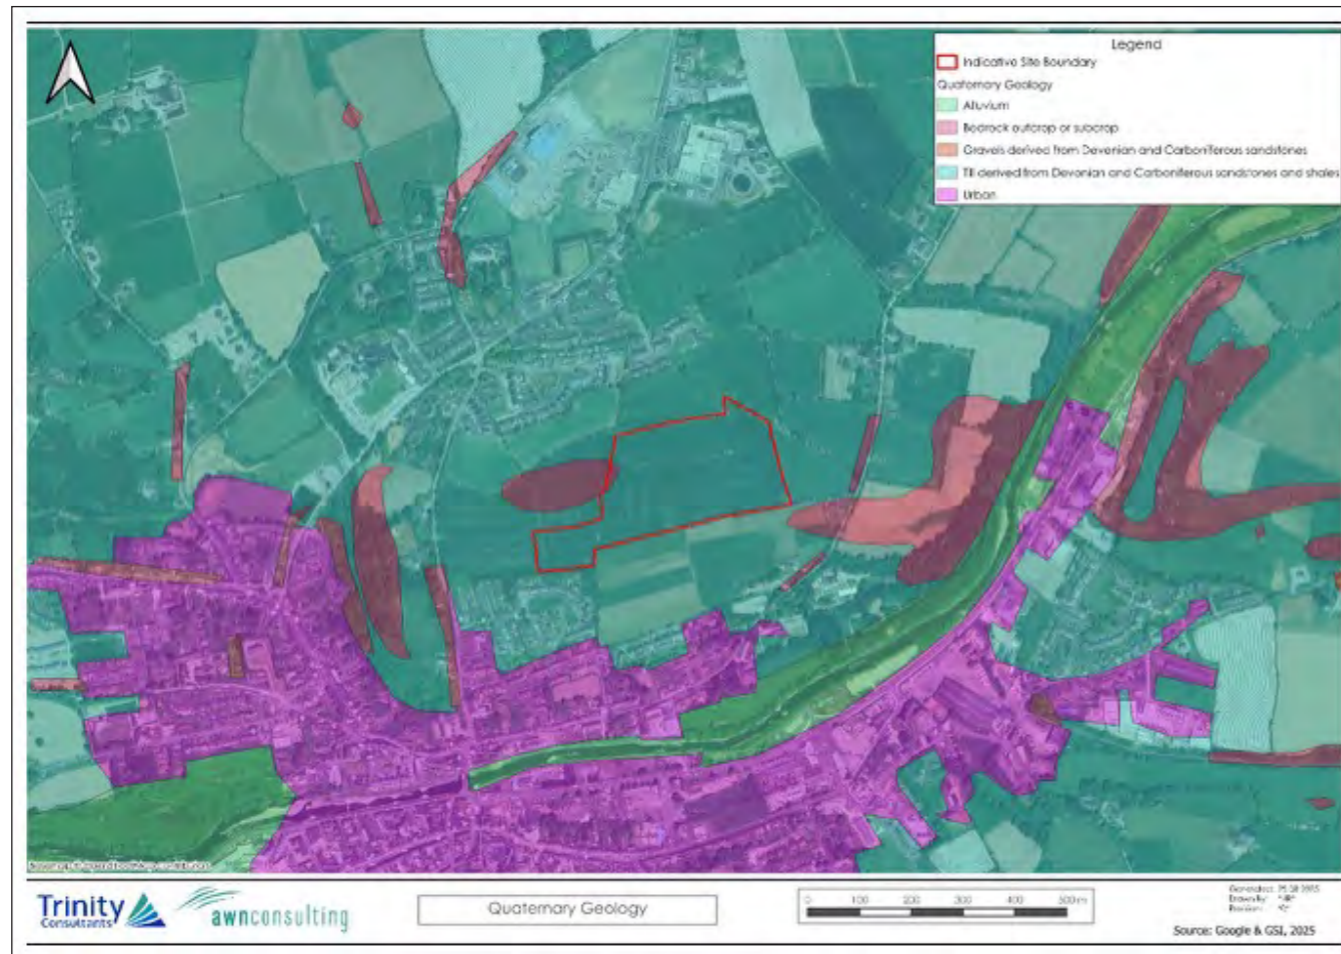 Legend
Indicative Site Boundary
Quaternary Geology
Alluvium
Bedrock outcrop or subcrop
Gravels derived from Devonian and Carboniferous sandstones
Till derived from Devonian and Carboniferous sandstones and shales
Urban
Trinity
Consultants
awnconsulting
Quaternary Geology
0 100 200 300 400 500 m
Source: Google & GSI, 2025